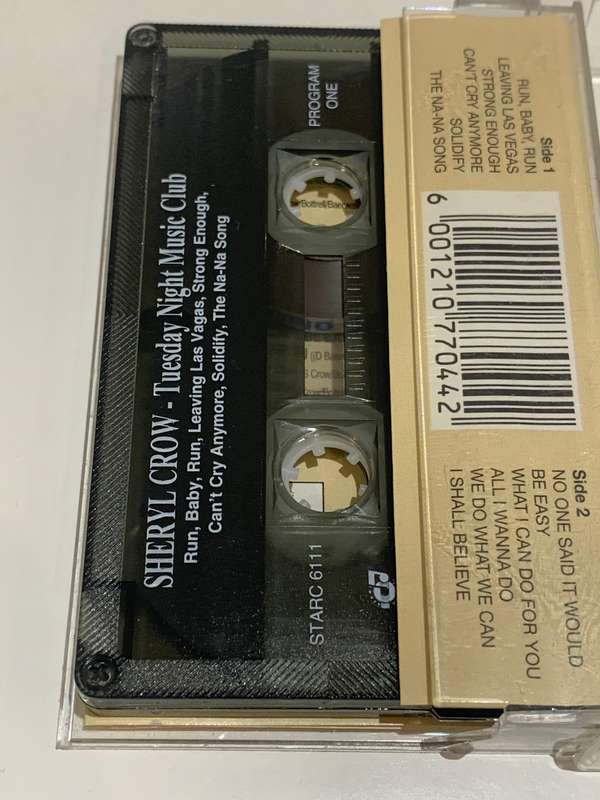 SHERYL CROW - Tuesday Night Music Club
Run, Baby, Run, Leaving Las Vagas, Strong Enough,
Can't Cry Anymore, Solidify, The Na-Na Song
STARC 6111
PROGRAM
ONE
Bottrell/Baer
Side 1
RUN, BABY, RUN
LEAVING LAS VEGAS
STRONG ENOUGH
CAN'T CRY ANYMORE
SOLIDIFY
THE NA-NA SONG
6 001210 770442
Side 2
NO ONE SAID IT WOULD
BE EASY
WHAT I CAN DO FOR YOU
ALL I WANNA DO
WE DO WHAT WE CAN
I SHALL BELIEVE